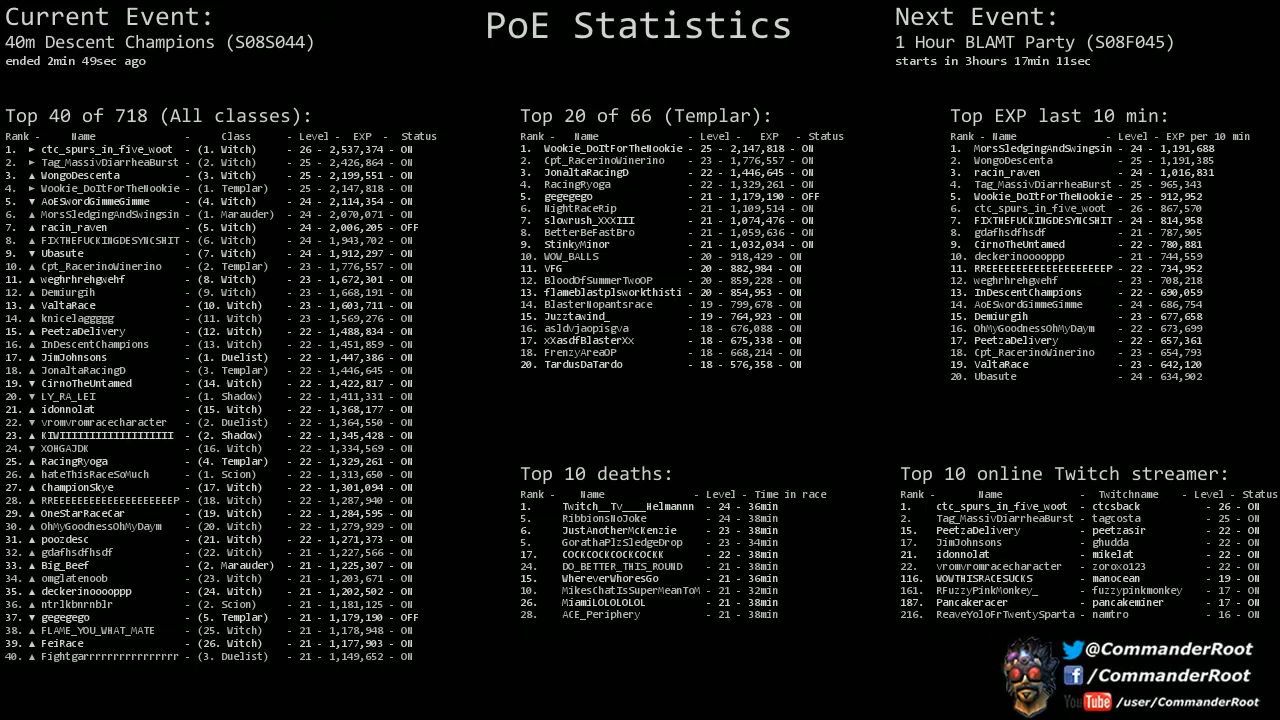 Current Event:
40m Descent Champions (S08S044)
ended 2min 49sec ago
PoE Statistics
Next Event:
1 Hour BLAMT Party (S08F045)
starts in 3hours 17min 11sec
Top 40 of 718 (All classes):
Rank - Name - Class - Level - EXP - Status
1. ► ctc_spurs_in_five_woot - (1. Witch) - 26 - 2,537,374 - ON
2. ► Tag_MassivDiarrheaBurst - (2. Witch) - 25 - 2,426,864 - ON
3. ▲ WongoDescenta - (3. Witch) - 25 - 2,199,551 - ON
4. ► Wookie_DoItForTheNookie - (1. Templar) - 25 - 2,147,818 - ON
5. ▼ AoESwordGimmeGimme - (4. Witch) - 24 - 2,114,354 - ON
6. ▲ MorsSledgingAndSwingsin - (1. Marauder) - 24 - 2,070,071 - ON
7. ▲ racin_raven - (5. Witch) - 24 - 2,006,205 - OFF
8. ▲ FIXTHEFUCKINGDESYNCSHIT - (6. Witch) - 24 - 1,943,702 - ON
9. ▼ Ubasute - (7. Witch) - 24 - 1,912,297 - ON
10. ▲ Cpt_RacerinoWinerino - (2. Templar) - 23 - 1,776,557 - ON
11. ▲ weghrhrehgwehf - (8. Witch) - 23 - 1,672,301 - ON
12. ▲ Demiurgih - (9. Witch) - 23 - 1,668,191 - ON
13. ▲ ValtaRace - (10. Witch) - 23 - 1,603,711 - ON
14. ▲ knicelaggggg - (11. Witch) - 23 - 1,569,276 - ON
15. ▲ PeetzaDelivery - (12. Witch) - 22 - 1,488,834 - ON
16. ▲ InDescentChampions - (13. Witch) - 22 - 1,451,859 - ON
17. ▲ JimJohnsons - (1. Duelist) - 22 - 1,447,386 - ON
18. ▲ JonaltaRacingD - (3. Templar) - 22 - 1,446,645 - ON
19. ▼ CirnoTheUntamed - (14. Witch) - 22 - 1,422,817 - ON
20. ▼ LY_RA_LEI - (1. Shadow) - 22 - 1,411,331 - ON
21. ▲ idonnolat - (15. Witch) - 22 - 1,368,177 - ON
22. ▼ vromvromracecharacter - (2. Duelist) - 22 - 1,364,550 - ON
23. ▲ KIWIIIIIIIIIIIIIIIIIIII - (2. Shadow) - 22 - 1,345,428 - ON
24. ▼ XOHGAJDK - (16. Witch) - 22 - 1,334,569 - ON
25. ▲ RacingRyoga - (4. Templar) - 22 - 1,329,261 - ON
26. ▲ hateThisRaceSoMuch - (1. Scion) - 22 - 1,313,650 - ON
27. ▲ ChampionSkye - (17. Witch) - 22 - 1,301,094 - ON
28. ▲ RREEEEEEEEEEEEEEEEEEEEP - (18. Witch) - 22 - 1,287,940 - ON
29. ▲ OneStarRaceCar - (19. Witch) - 22 - 1,284,595 - ON
30. ▲ OhMyGoodnessOhMyDaym - (20. Witch) - 22 - 1,279,929 - ON
31. ▲ poozdesc - (21. Witch) - 22 - 1,271,373 - ON
32. ▲ gdafhsdfhsdf - (22. Witch) - 21 - 1,227,566 - ON
33. ▲ Big_Beef - (2. Marauder) - 21 - 1,225,307 - ON
34. ▲ omglatenoob - (23. Witch) - 21 - 1,203,671 - ON
35. ▲ deckerinooooppp - (24. Witch) - 21 - 1,202,502 - ON
36. ▲ ntrlkbnrnblr - (2. Scion) - 21 - 1,181,125 - ON
37. ▼ gegegego - (5. Templar) - 21 - 1,179,190 - OFF
38. ▲ FLAME_YOU_WHAT_MATE - (25. Witch) - 21 - 1,178,948 - ON
39. ▲ FeiRace - (26. Witch) - 21 - 1,177,903 - ON
40. ▲ Fightgarrrrrrrrrrrrrrrr - (3. Duelist) - 21 - 1,149,652 - ON
Top 20 of 66 (Templar):
Rank - Name - Level - EXP - Status
1. Wookie_DoItForTheNookie - 25 - 2,147,818 - ON
2. Cpt_RacerinoWinerino - 23 - 1,776,557 - ON
3. JonaltaRacingD - 22 - 1,446,645 - ON
4. RacingRyoga - 22 - 1,329,261 - ON
5. gegegego - 21 - 1,179,190 - OFF
6. NightRaceRip - 21 - 1,109,514 - ON
7. slowrush_XXXIII - 21 - 1,074,476 - ON
8. BetterBeFastBro - 21 - 1,059,636 - ON
9. StinkyMinor - 21 - 1,032,034 - ON
10. WOW_BALLS - 20 - 918,429 - ON
11. VFG - 20 - 882,984 - ON
12. BloodOfSummerTwoOP - 20 - 859,228 - ON
13. flameblastplsworkthisti - 20 - 854,953 - ON
14. BlasterNopantsrace - 19 - 799,678 - ON
15. Juzztawind_ - 19 - 764,923 - ON
16. asldvjaopisgva - 18 - 676,088 - ON
17. xXasdfBlasterXx - 18 - 675,338 - ON
18. FrenzyAreaOP - 18 - 668,214 - ON
20. TardusDaTardo - 18 - 576,358 - ON
Top EXP last 10 min:
Rank - Name - Level - EXP per 10 min
1. MorsSledgingAndSwingsin - 24 - 1,191,688
2. WongoDescenta - 25 - 1,191,385
3. racin_raven - 24 - 1,016,831
4. Tag_MassivDiarrheaBurst - 25 - 965,343
5. Wookie_DoItForTheNookie - 25 - 912,952
6. ctc_spurs_in_five_woot - 26 - 867,570
7. FIXTHEFUCKINGDESYNCSHIT - 24 - 814,958
8. gdafhsdfhsdf - 21 - 787,905
9. CirnoTheUntamed - 22 - 780,881
10. deckerinooooppp - 21 - 744,559
11. RREEEEEEEEEEEEEEEEEEEEP - 22 - 734,952
12. weghrhrehgwehf - 23 - 708,218
13. InDescentChampions - 22 - 690,059
14. AoESwordGimmeGimme - 24 - 686,754
15. Demiurgih - 23 - 677,658
16. OhMyGoodnessOhMyDaym - 22 - 673,699
17. PeetzaDelivery - 22 - 657,361
18. Cpt_RacerinoWinerino - 23 - 654,793
19. ValtaRace - 23 - 642,120
20. Ubasute - 24 - 634,902
Top 10 deaths:
Rank - Name - Level - Time in race
1. Twitch__Tv____Helmannn - 24 - 36min
5. RibbionsNoJoke - 24 - 38min
6. JustAnotherMcKenzie - 23 - 38min
5. GorathaPlzSledgeDrop - 23 - 34min
17. COCKCOCKCOCKCOCKK - 22 - 38min
24. DO_BETTER_THIS_ROUND - 22 - 38min
15. WhereverWhoresGo - 21 - 36min
10. MikesChatIsSuperMeanToM - 21 - 32min
26. MiamiLOLOLOLOL - 21 - 38min
28. ACE_Periphery - 21 - 38min
Top 10 online Twitch streamer:
Rank - Name - Twitchname - Level - Status
1. ctc_spurs_in_five_woot - ctcsback - 26 - ON
2. Tag_MassivDiarrheaBurst - tagcosta - 25 - ON
15. PeetzaDelivery - peetzasir - 22 - ON
17. JimJohnsons - ghudda - 22 - ON
21. idonnolat - mikelat - 22 - ON
22. vromvromracecharacter - zoroxo123 - 22 - ON
116. WOWTHISRACESUCKS - manocean - 19 - ON
161. RFuzzyPinkMonkey_ - fuzzypinkmonkey - 17 - ON
187. Pancakeracer - pancakeminer - 17 - ON
216. ReaveYoloFrTwentySparta - namtro - 16 - ON
@CommanderRoot
f /CommanderRoot
YouTube /user/CommanderRoot